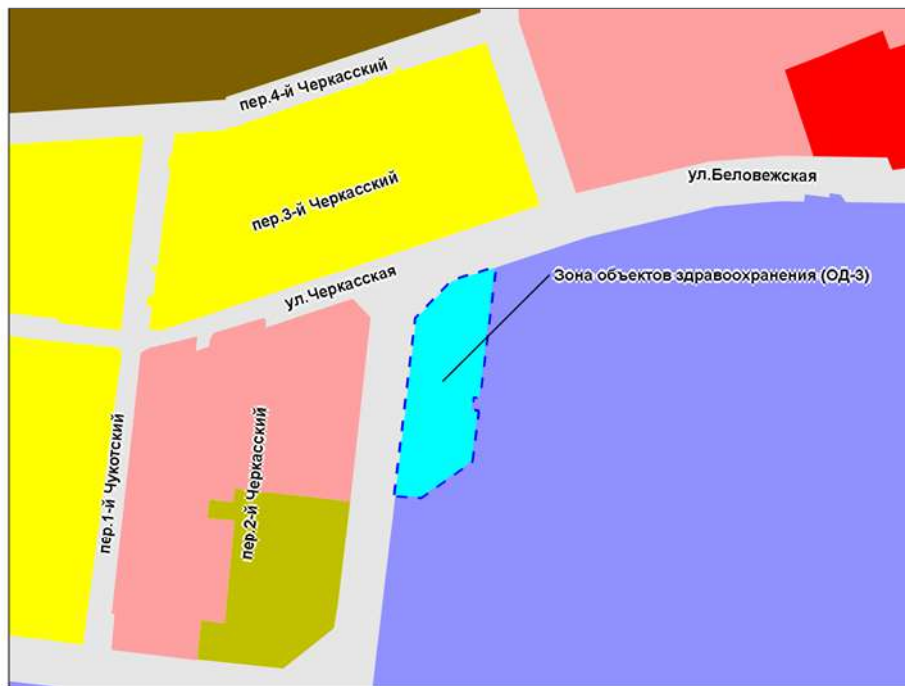 пер.4-й Черкасский
пер.3-й Черкасский
ул.Беловежская
ул.Черкасская
Зона объектов здравоохранения (ОД-3)
пер.1-й Чукотский
пер.2-й Черкасский